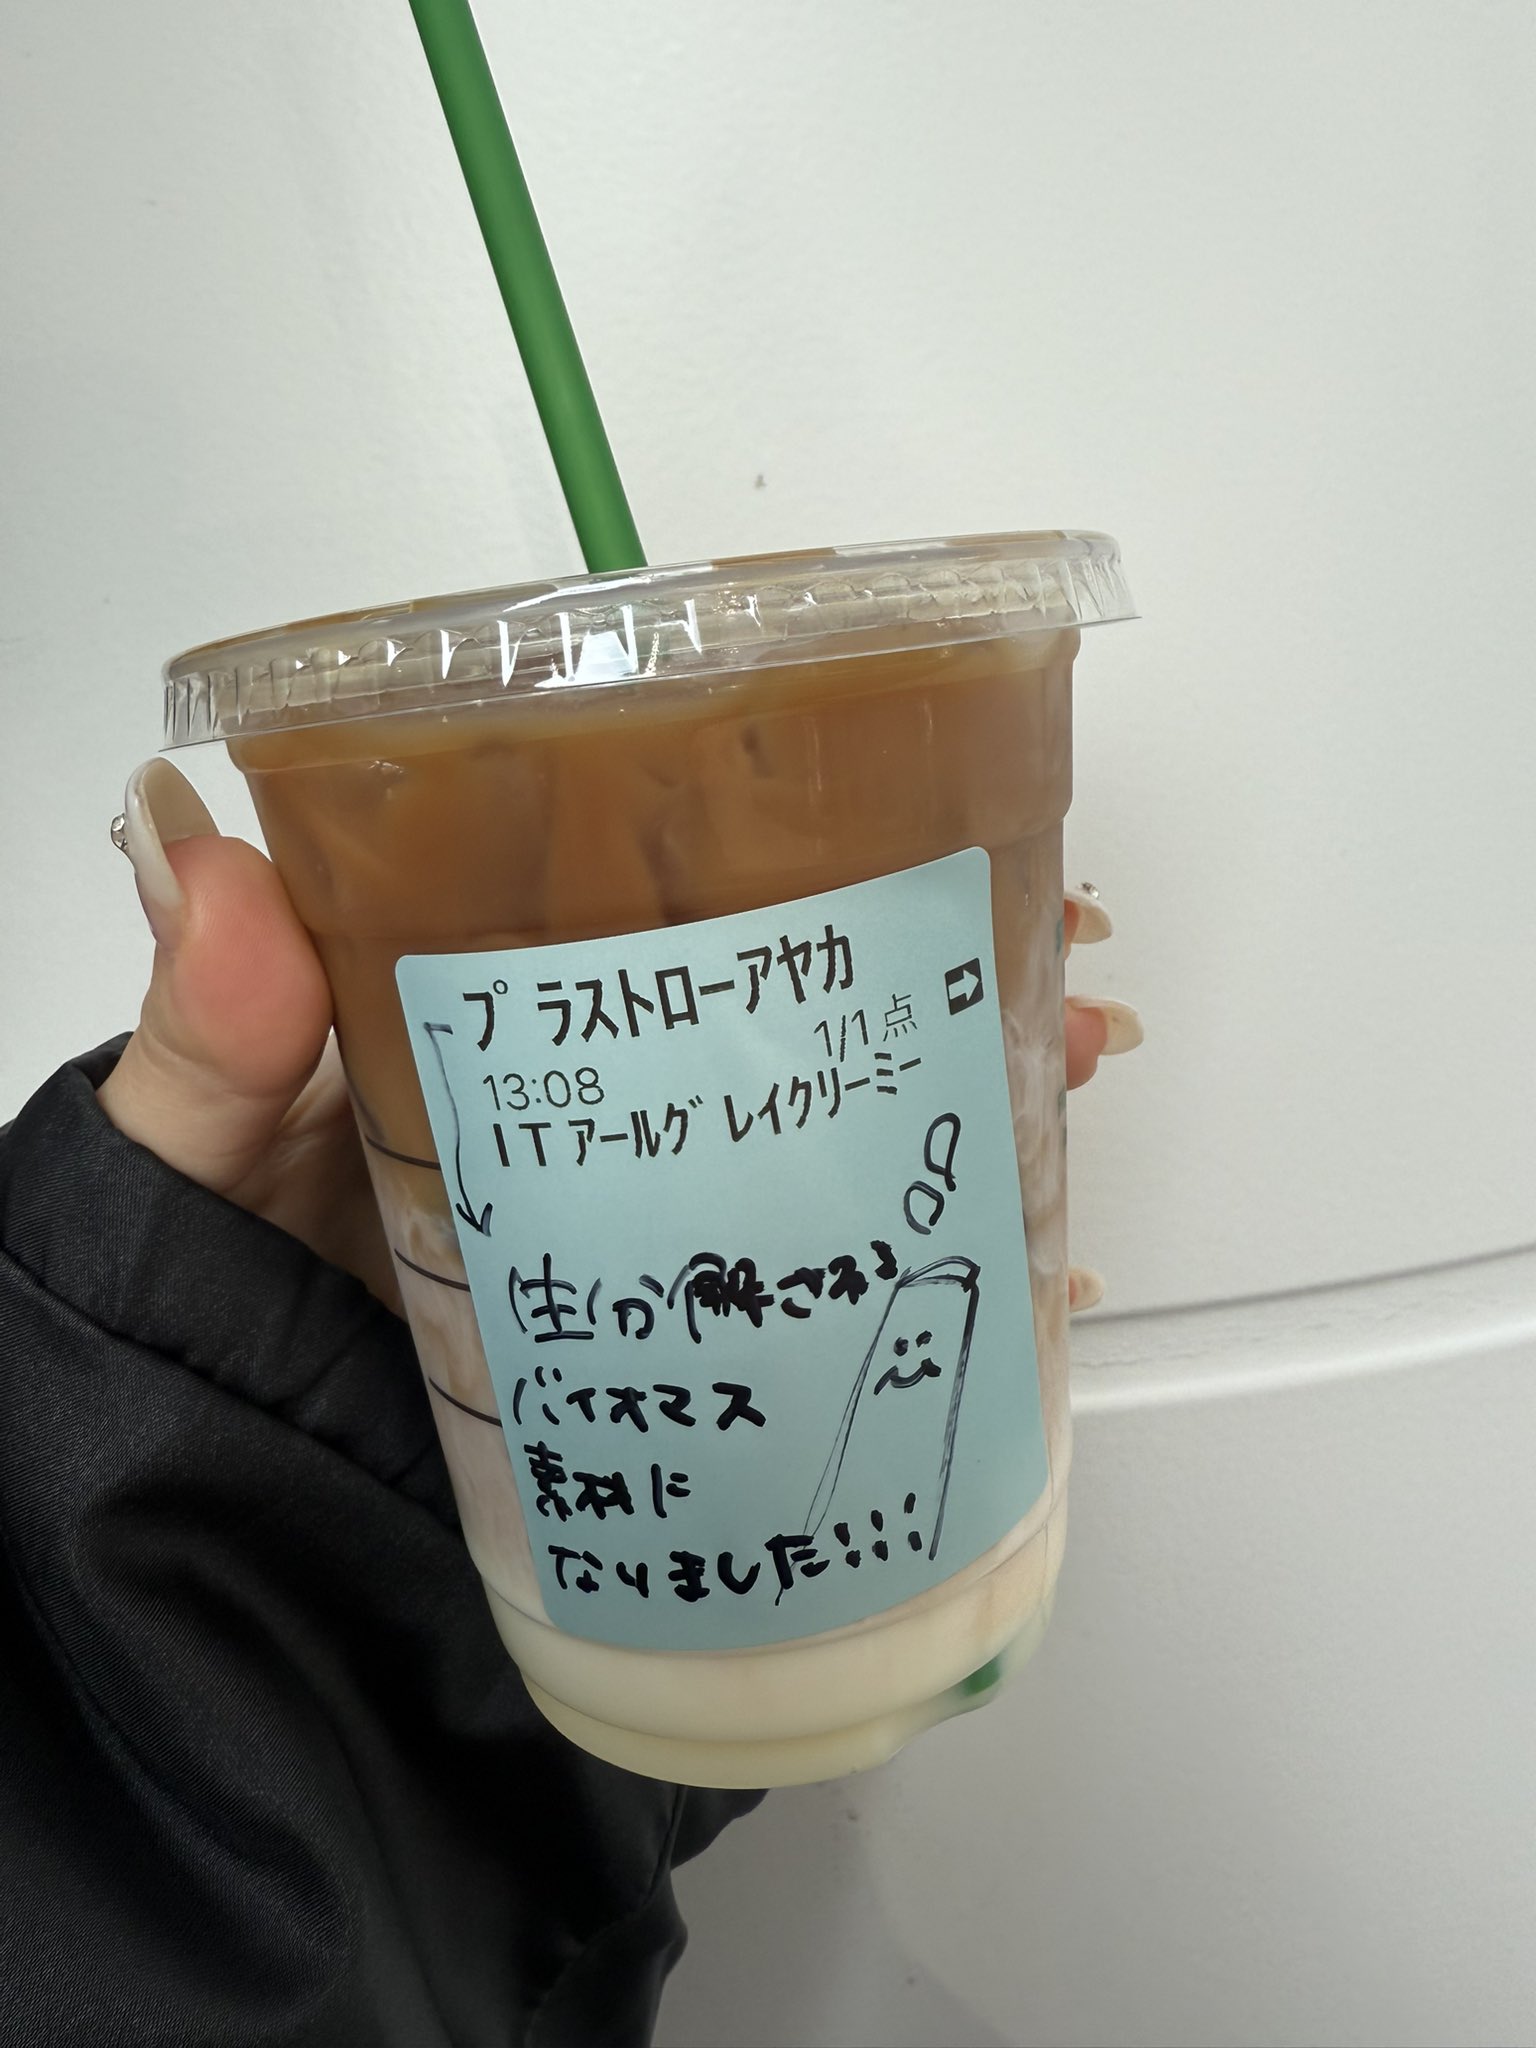 プラストローアヤカ
1/1点
13:08
ITアールグレイクリーミー
生分解される
バイオマス
素材に
なりました!!!